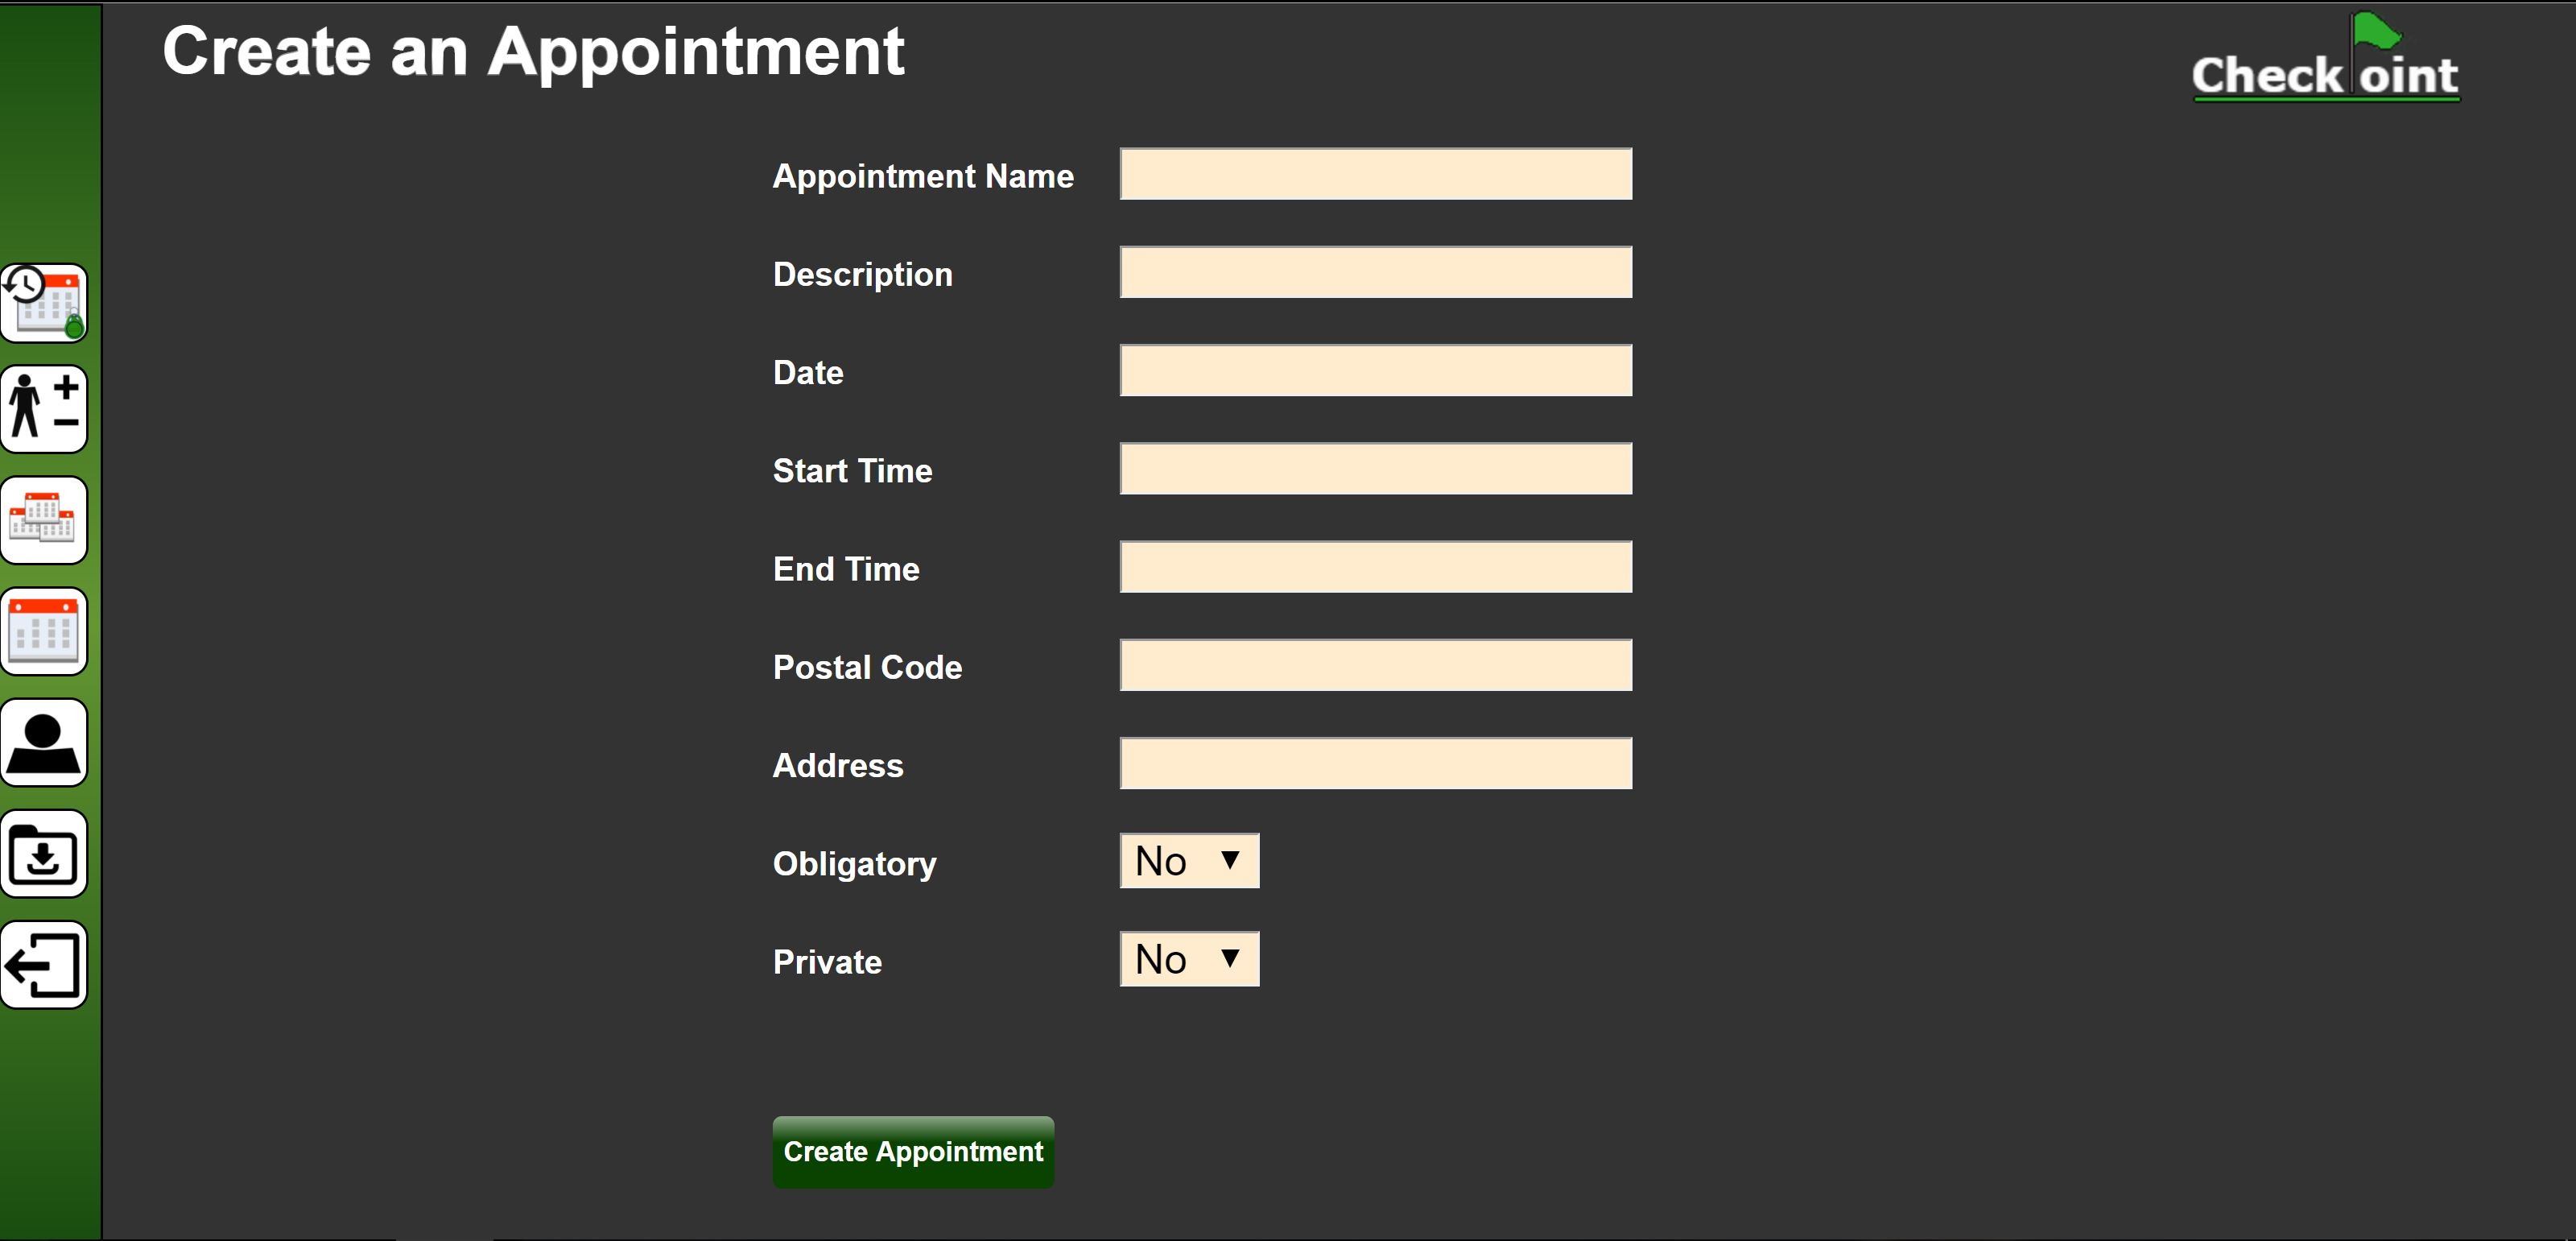 Create an Appointment
Check oint
Appointment Name
Description
Date
Start Time
End Time
Postal Code
Address
Obligatory
No
Private
No
Create Appointment